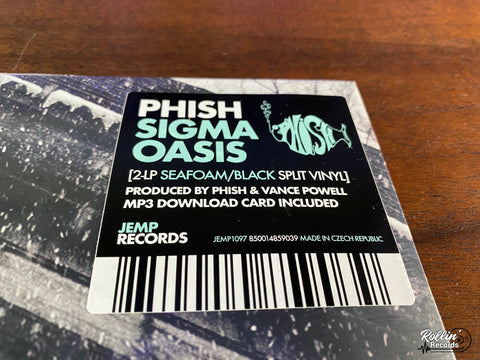 PHISH
SIGMA
OASIS
PHISH
[2-LP SEAFOAM/BLACK SPLIT VINYL]
PRODUCED BY PHISH & VANCE POWELL
MP3 DOWNLOAD CARD INCLUDED
JEMP
RECORDS
JEMP1097 850014859039 MADE IN CZECH REPUBLIC
Rollin'
Records